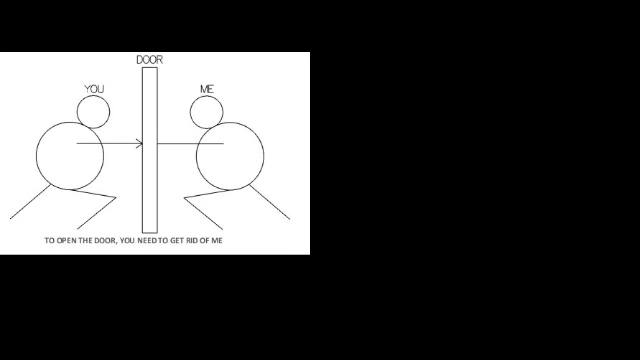 DOOR
YOU
ME
TO OPEN THE DOOR, YOU NEED TO GET RID OF ME